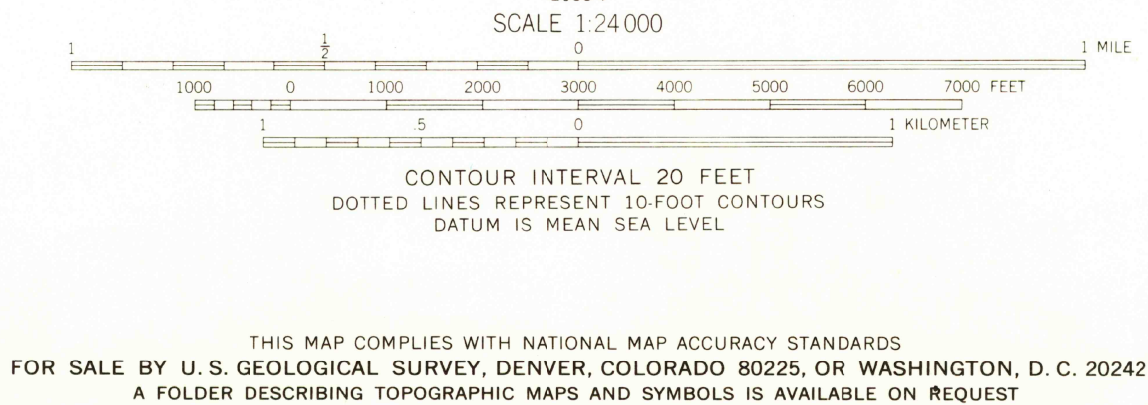 SCALE 1:24 000
1 ½ 0 1 MILE
1000 0 1000 2000 3000 4000 5000 6000 7000 FEET
1 .5 0 1 KILOMETER
CONTOUR INTERVAL 20 FEET
DOTTED LINES REPRESENT 10-FOOT CONTOURS
DATUM IS MEAN SEA LEVEL
THIS MAP COMPLIES WITH NATIONAL MAP ACCURACY STANDARDS
FOR SALE BY U. S. GEOLOGICAL SURVEY, DENVER, COLORADO 80225, OR WASHINGTON, D. C. 20242
A FOLDER DESCRIBING TOPOGRAPHIC MAPS AND SYMBOLS IS AVAILABLE ON REQUEST